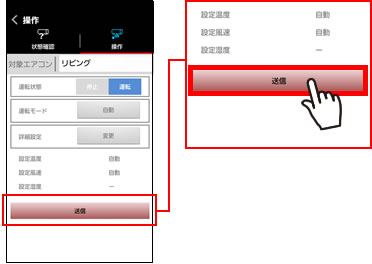 操作
状態確認 操作
対象エアコン リビング
運転状態 停止 運転
運転モード 自動
詳細設定 変更
設定温度 自動
設定風速 自動
設定湿度 ー
送信
設定温度 自動
設定風速 自動
設定湿度 ー
送信